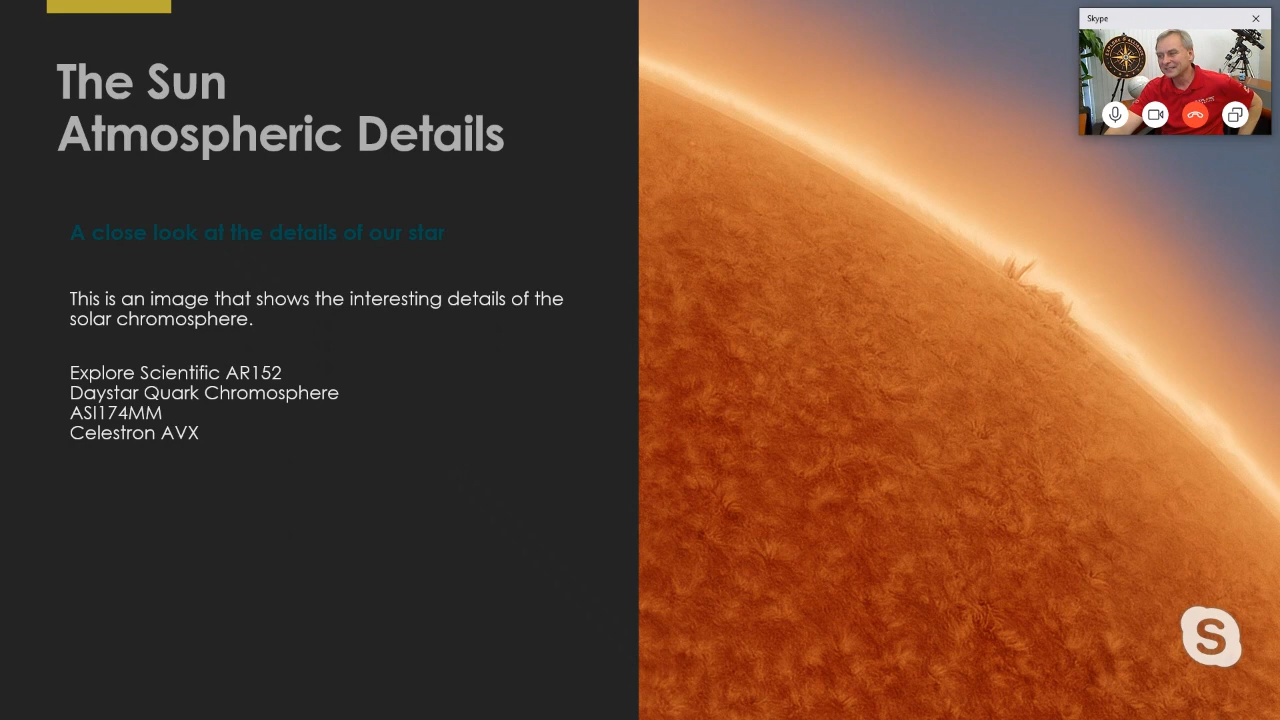 The Sun
Atmospheric Details
A close look at the details of our star
This is an image that shows the interesting details of the
solar chromosphere.
Explore Scientific AR152
Daystar Quark Chromosphere
ASI174MM
Celestron AVX
Skype
S